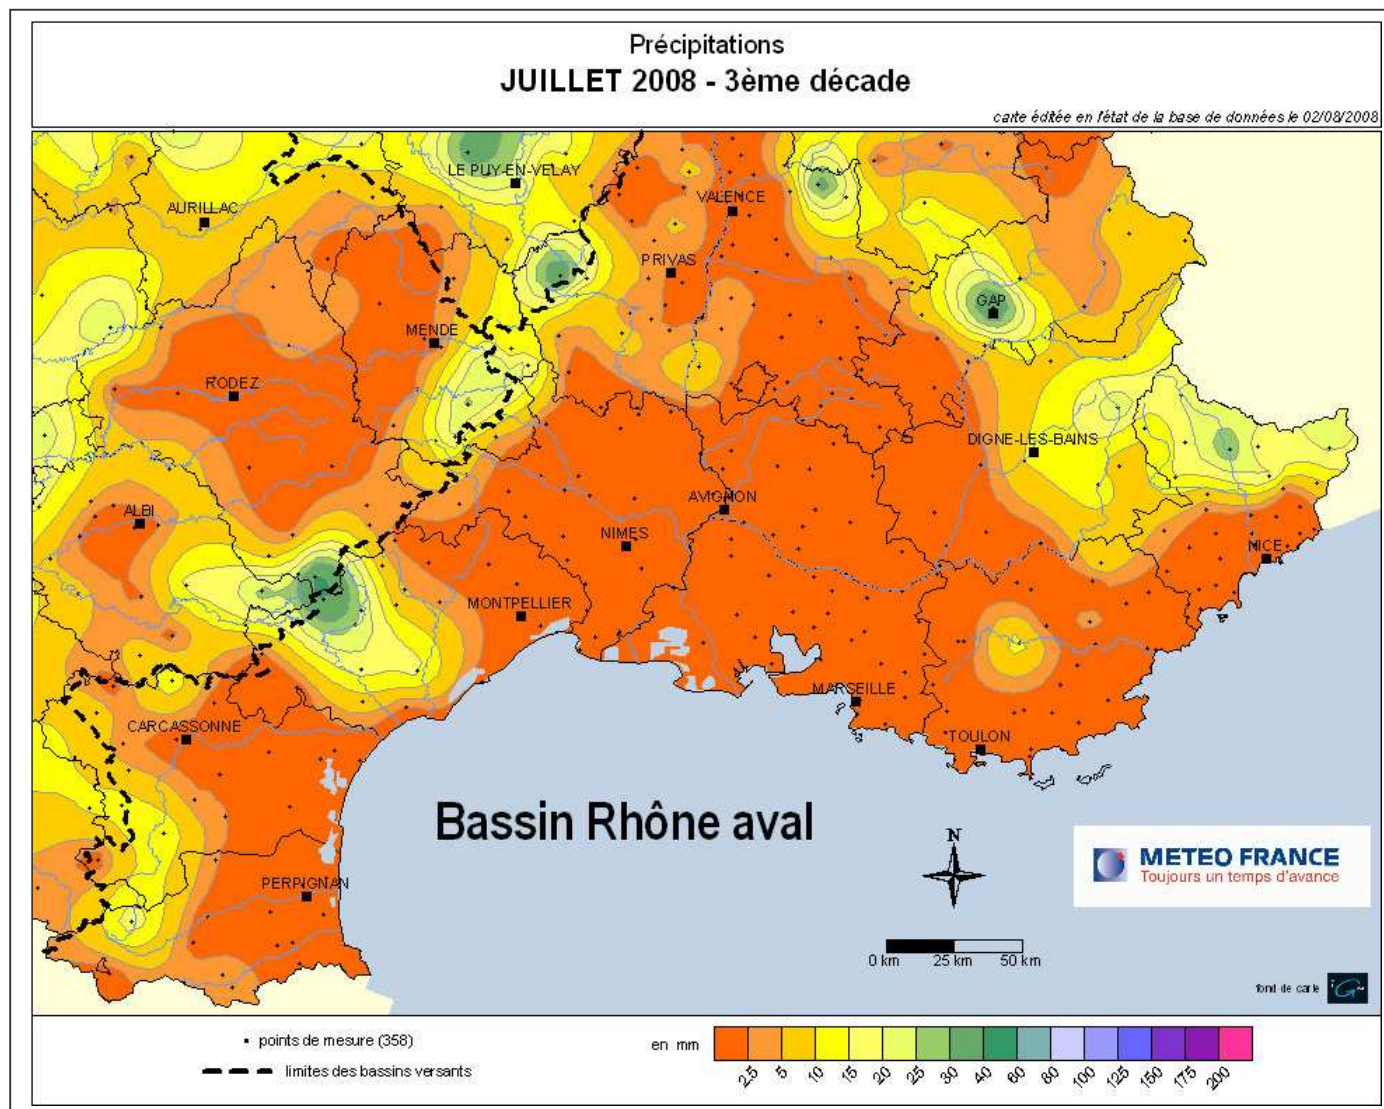 Précipitations
JUILLET 2008 - 3ème décade
carte éditée en l'état de la base de données le 02/08/2008
LE PUY-EN-VELAY
AURILLAC
VALENCE
PRIVAS
GAP
MENDE
RODEZ
DIGNE-LES-BAINS
AVIGNON
ALBI
NIMES
NICE
MONTPELLIER
MARSEILLE
CARCASSONNE
TOULON
Bassin Rhône aval
N
METEO FRANCE
Toujours un temps d'avance
PERPIGNAN
0 km 25 km 50 km
fond de carte
points de mesure (358)
limites des bassins versants
en mm
2,5 5 10 15 20 25 30 40 60 80 100 125 150 175 200